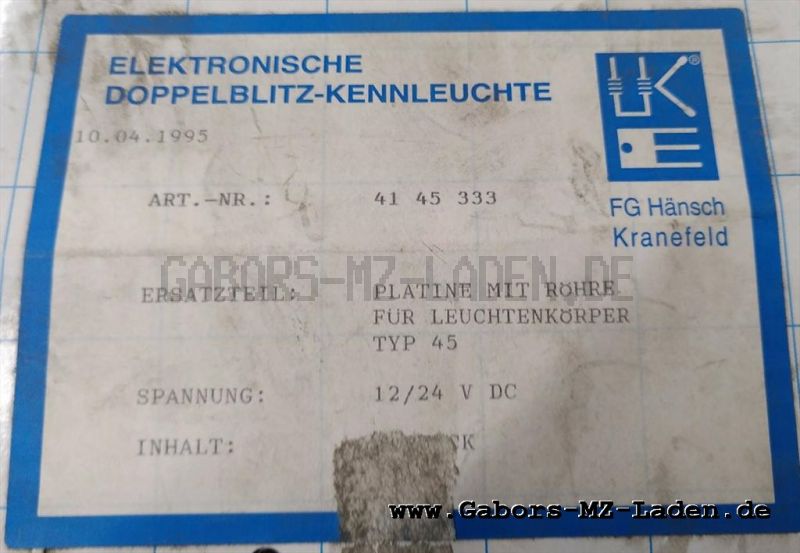 ELEKTRONISCHE
DOPPELBLITZ-KENNLEUCHTE
10.04.1995
ART.-NR.: 41 45 333
FG Hänsch
Kranefeld
GABORS-MZ-LADEN.DE
ERSATZTEIL: PLATINE MIT RÖHRE
FÜR LEUCHTENKÖRPER
TYP 45
SPANNUNG: 12/24 V DC
INHALT:
www.Gabors-MZ-Laden.de